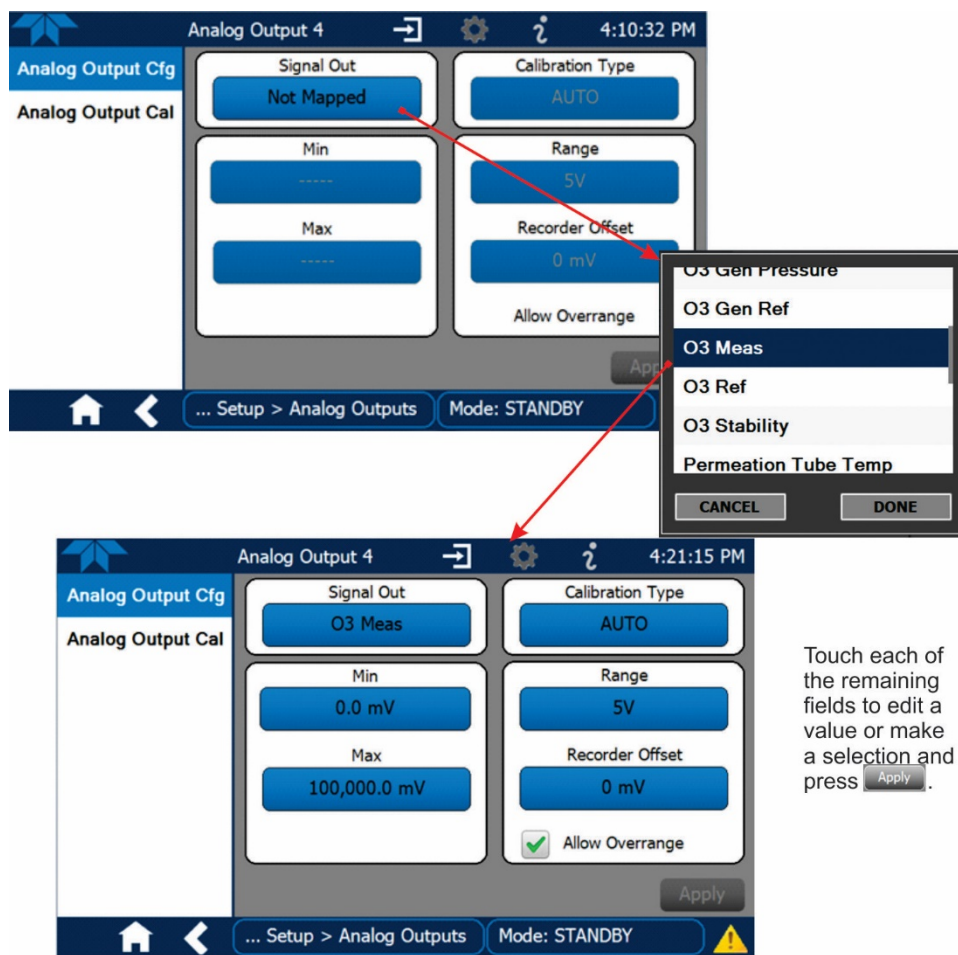 Analog Output 4
4:10:32 PM
Analog Output Cfg
Analog Output Cal
Signal Out
Not Mapped
Calibration Type
AUTO
Min
-----
Max
-----
Range
5V
Recorder Offset
0 mV
Allow Overrange
... Setup > Analog Outputs
Mode: STANDBY
O3 Gen Pressure
O3 Gen Ref
O3 Meas
O3 Ref
O3 Stability
Permeation Tube Temp
CANCEL
DONE
Analog Output 4
4:21:15 PM
Analog Output Cfg
Analog Output Cal
Signal Out
O3 Meas
Calibration Type
AUTO
Min
0.0 mV
Max
100,000.0 mV
Range
5V
Recorder Offset
0 mV
Allow Overrange
Apply
... Setup > Analog Outputs
Mode: STANDBY
Touch each of
the remaining
fields to edit a
value or make
a selection and
press Apply .